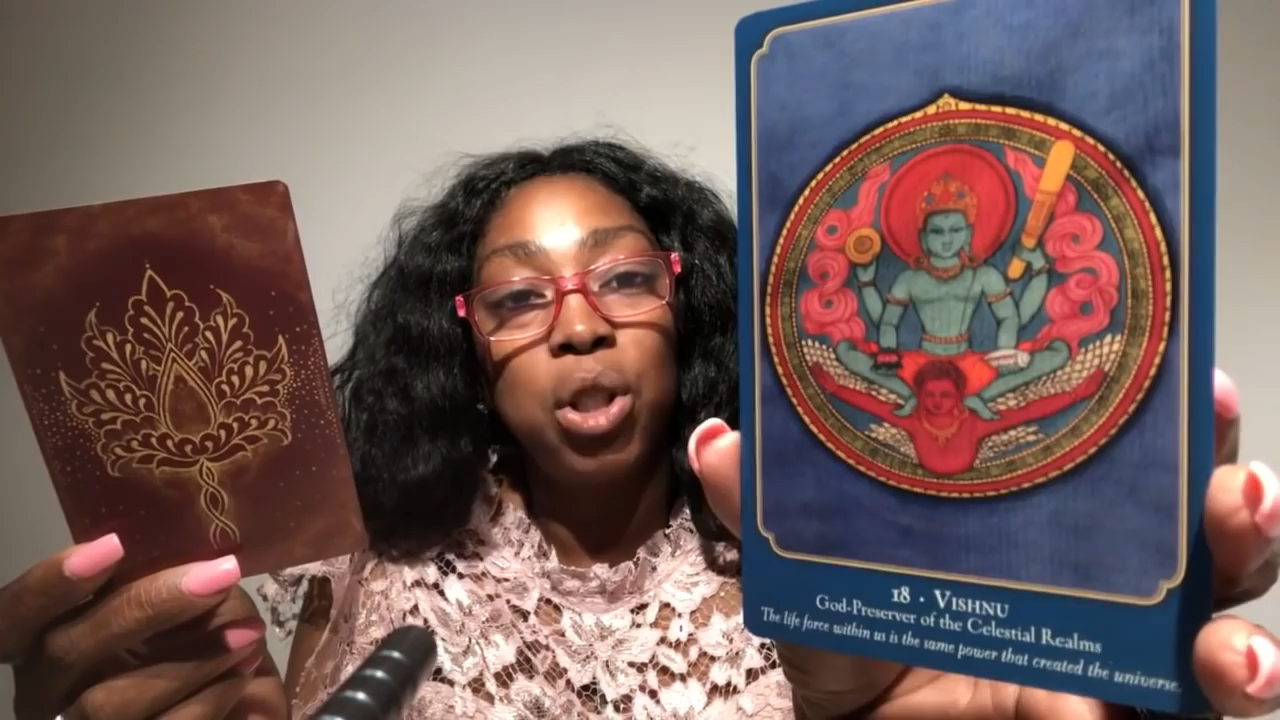 18 · VISHNU
God-Preserver of the Celestial Realms
The life force within us is the same power that created the universe.